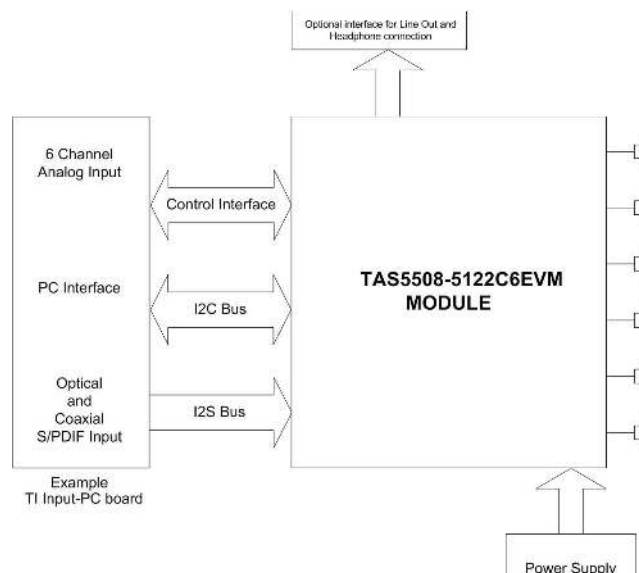 Optional interface for Line Out and
Headphone connection
6 Channel
Analog Input
Control Interface
PC Interface
I2C Bus
TAS5508-5122C6EVM
MODULE
Optical
and
Coaxial
S/PDIF Input
I2S Bus
Example
TI Input-PC board
Power Supply